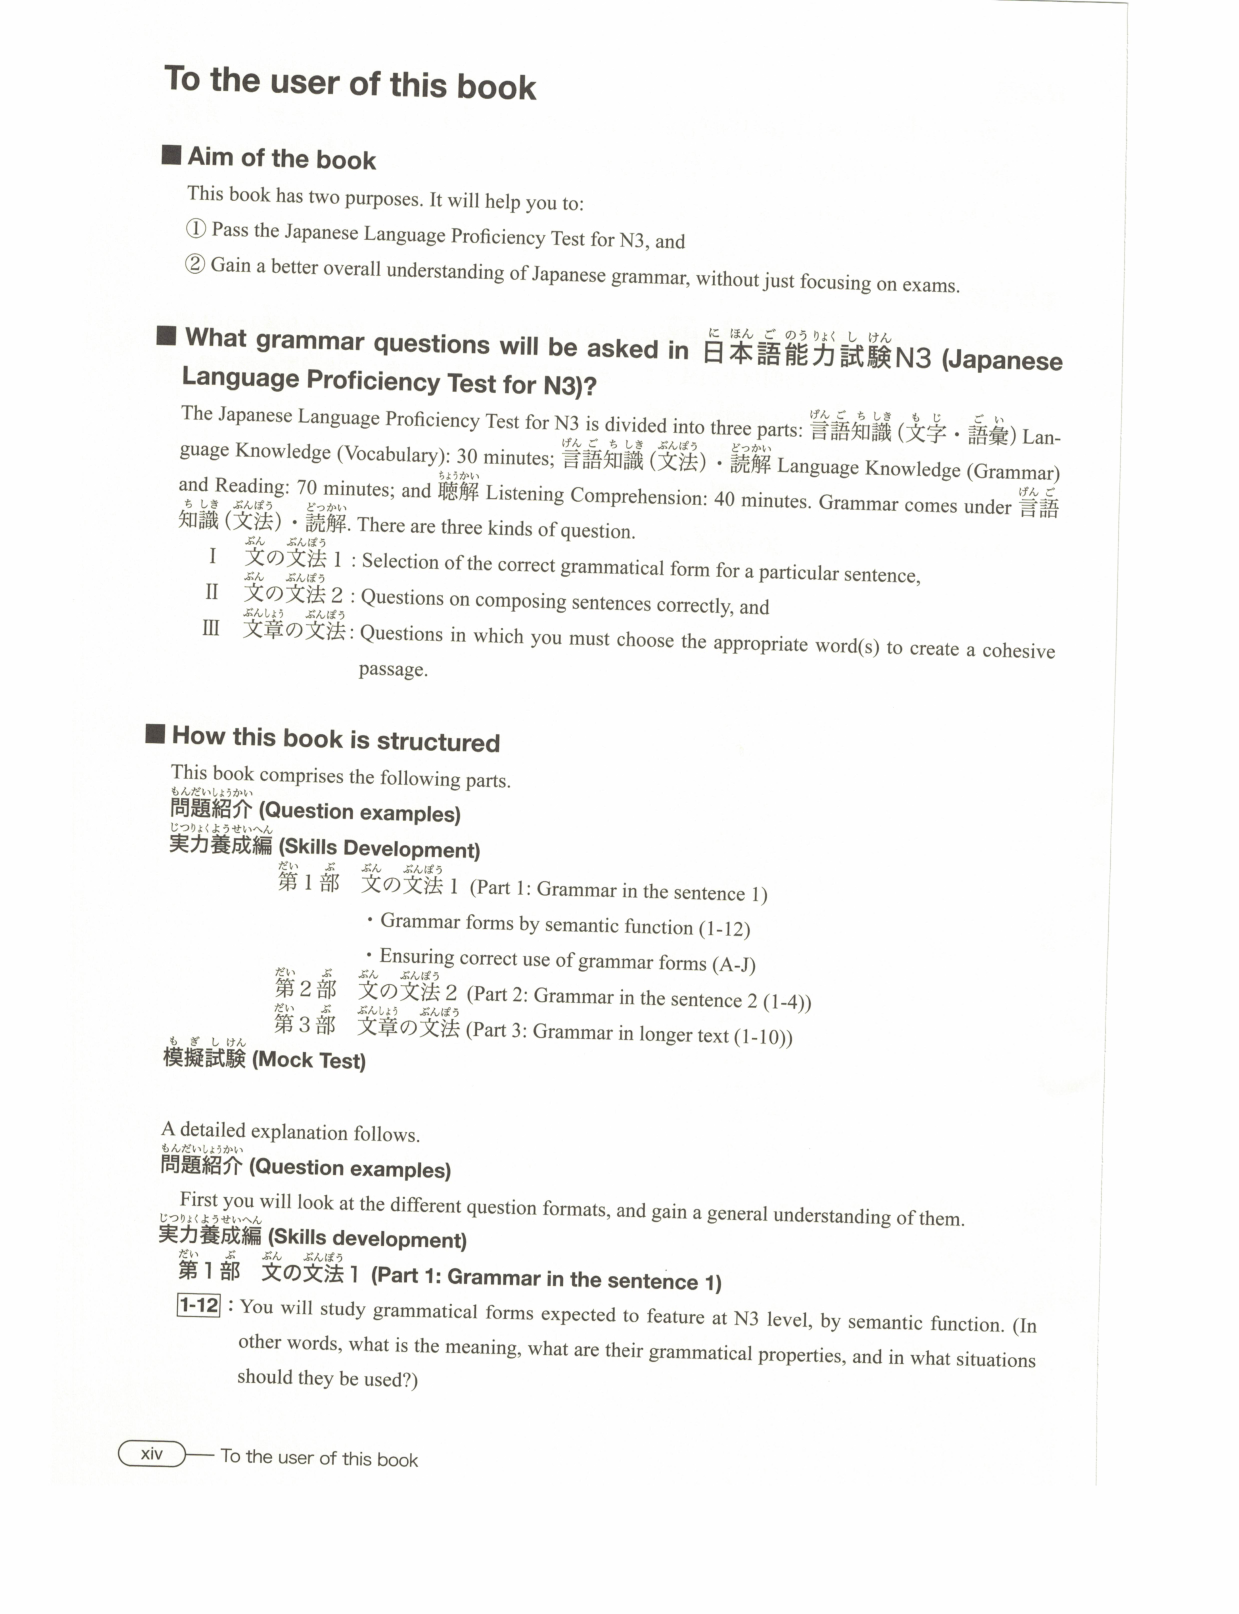 To the user of this book
■ Aim of the book
This book has two purposes. It will help you to:
① Pass the Japanese Language Proficiency Test for N3, and
② Gain a better overall understanding of Japanese grammar, without just focusing on exams.
に ほん ご のう りょく し けん
■ What grammar questions will be asked in 日本語能力試験N3 (Japanese
Language Proficiency Test for N3)?
げん ご ち しき も じ ご い
The Japanese Language Proficiency Test for N3 is divided into three parts: 言語知識 (文字・語彙) Lan-
げん ご ち しき ぶんぽう どっかい
guage Knowledge (Vocabulary): 30 minutes; 言語知識 (文法)・読解 Language Knowledge (Grammar)
ちょうかい
and Reading: 70 minutes; and 聴解 Listening Comprehension: 40 minutes. Grammar comes under 言語
げん ご
ち しき ぶんぽう どっかい
知識 (文法)・読解. There are three kinds of question.
ぶん ぶんぽう
I 文の文法 1 : Selection of the correct grammatical form for a particular sentence,
ぶん ぶんぽう
II 文の文法 2 : Questions on composing sentences correctly, and
ぶんしょう ぶんぽう
III 文章の文法 : Questions in which you must choose the appropriate word(s) to create a cohesive
passage.
■ How this book is structured
This book comprises the following parts.
もんだいしょうかい
問題紹介 (Question examples)
じつりょくようせいへん
実力養成編 (Skills Development)
だい ぶ ぶん ぶんぽう
第1部 文の文法 1 (Part 1: Grammar in the sentence 1)
・Grammar forms by semantic function (1-12)
・Ensuring correct use of grammar forms (A-J)
だい ぶ ぶん ぶんぽう
第2部 文の文法 2 (Part 2: Grammar in the sentence 2 (1-4))
だい ぶ ぶんしょう ぶんぽう
第3部 文章の文法 (Part 3: Grammar in longer text (1-10))
も ぎ し けん
模擬試験 (Mock Test)
A detailed explanation follows.
もんだいしょうかい
問題紹介 (Question examples)
First you will look at the different question formats, and gain a general understanding of them.
じつりょくようせいへん
実力養成編 (Skills development)
だい ぶ ぶん ぶんぽう
第1部 文の文法 1 (Part 1: Grammar in the sentence 1)
1-12 : You will study grammatical forms expected to feature at N3 level, by semantic function. (In
other words, what is the meaning, what are their grammatical properties, and in what situations
should they be used?)
xiv To the user of this book